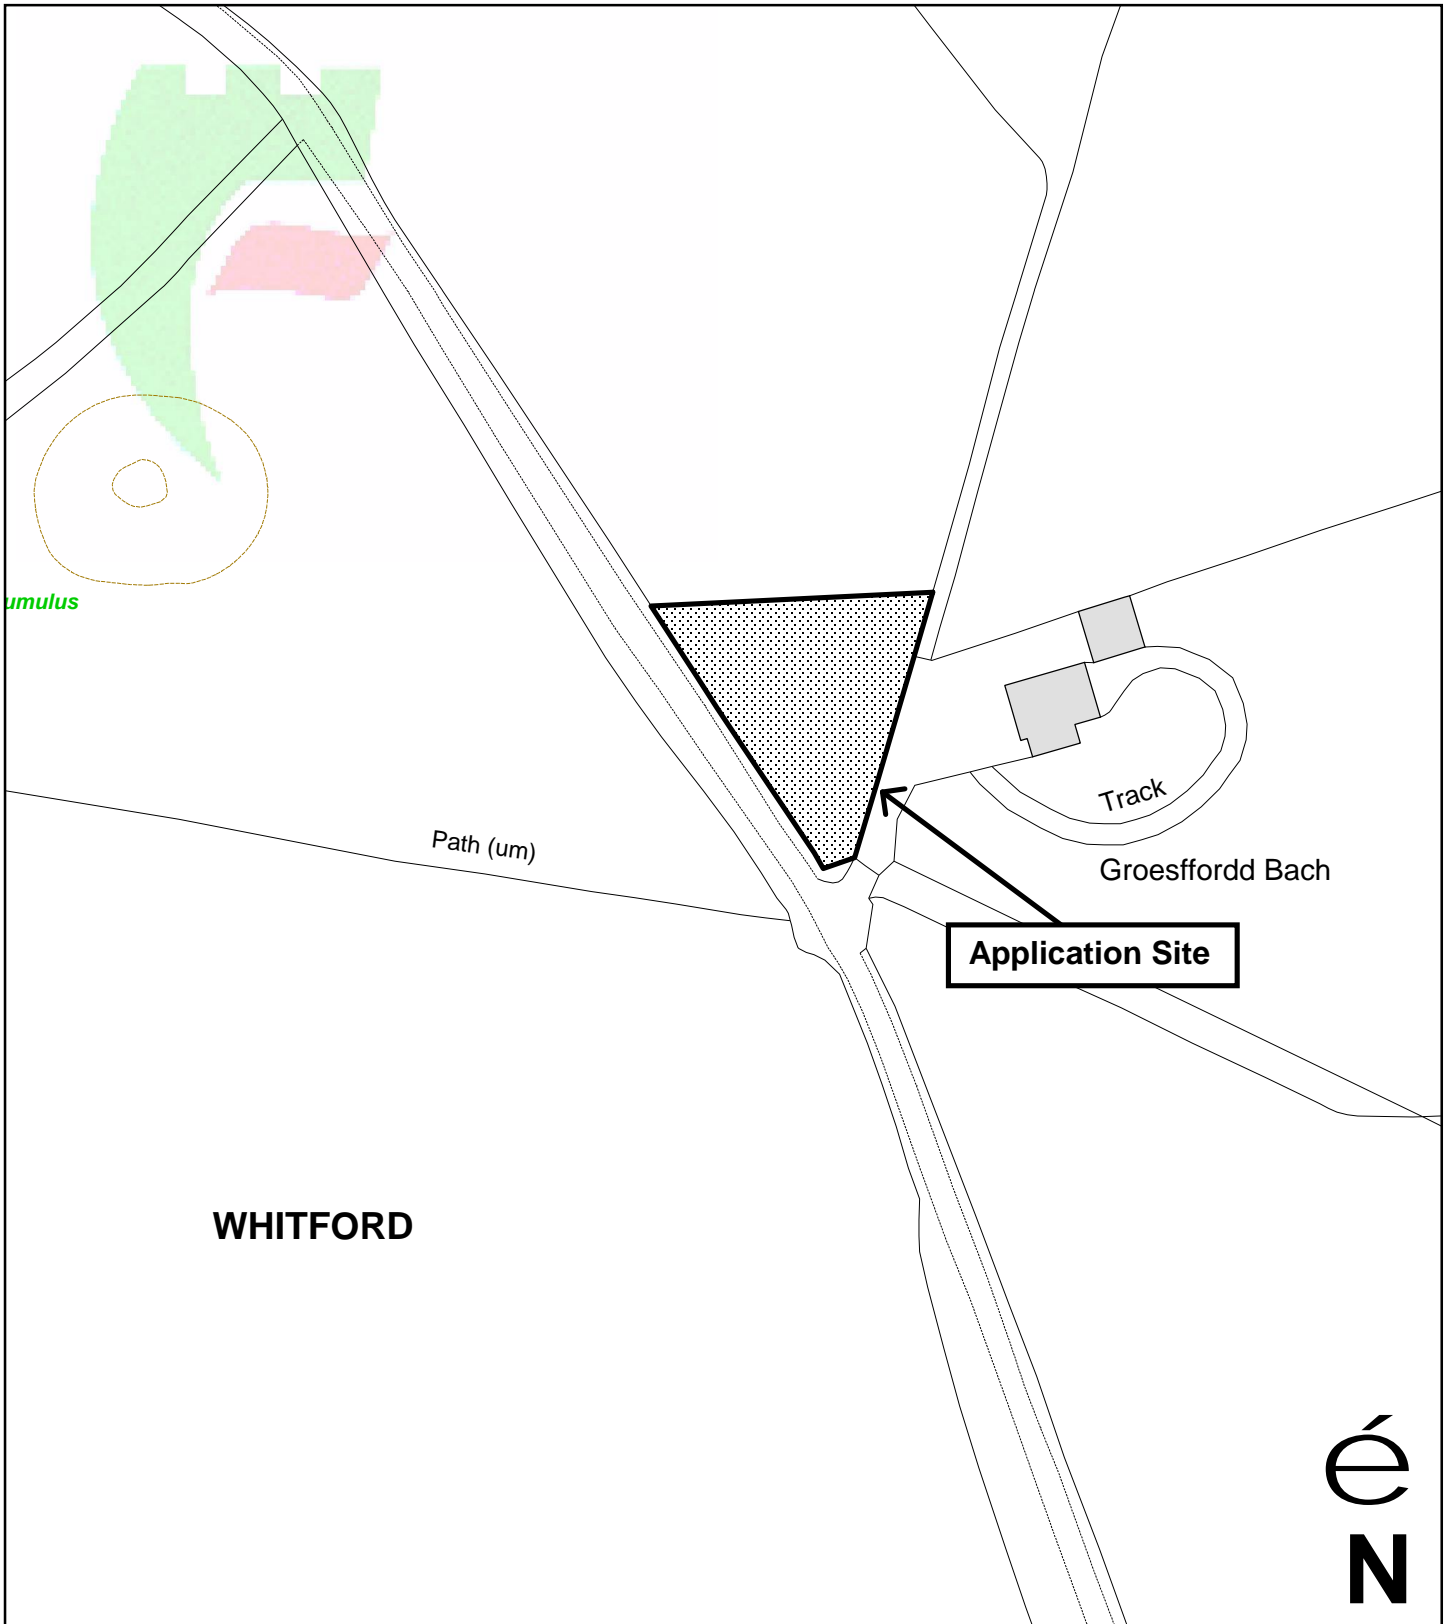 umulus
Path (um)
Track
Groesffordd Bach
Application Site
WHITFORD
é
N